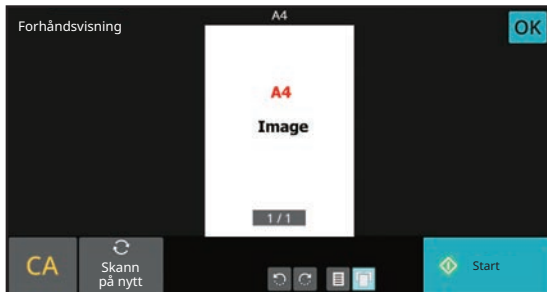 A4
Forhåndsvisning
OK
A4
Image
1 / 1
CA
Skann
på nytt
Start